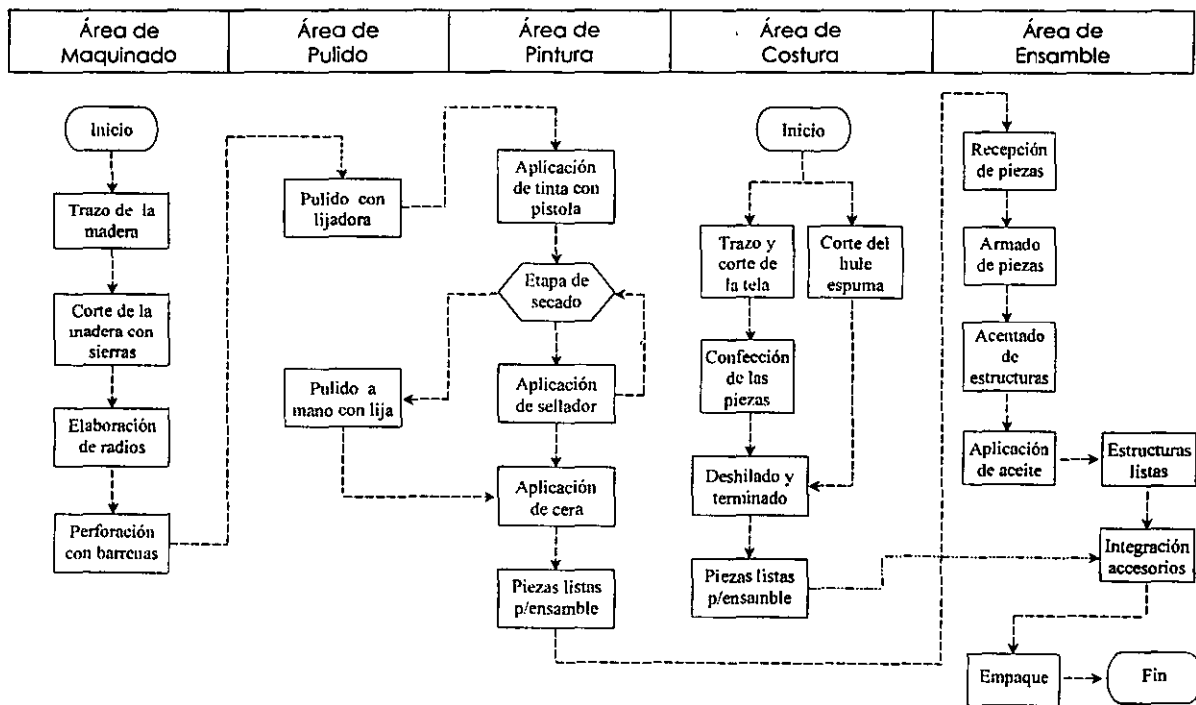 Área de
Maquinado
Área de
Pulido
Área de
Pintura
Área de
Costura
Área de
Ensamble
Inicio
Trazo de la
madera
Corte de la
madera con
sierras
Elaboración
de radios
Perforación
con barrenas
Pulido con
lijadora
Pulido a
mano con lija
Aplicación
de tinta con
pistola
Etapa de
secado
Aplicación
de sellador
Aplicación
de cera
Piezas listas
p/ensamble
Inicio
Trazo y
corte de
la tela
Corte del
hule
espuma
Confección
de las
piezas
Deshilado y
terminado
Piezas listas
p/ensamble
Recepción
de piezas
Armado
de piezas
Acentado
de
estructuras
Aplicación
de aceite
Estructuras
listas
Integración
accesorios
Empaque
Fin